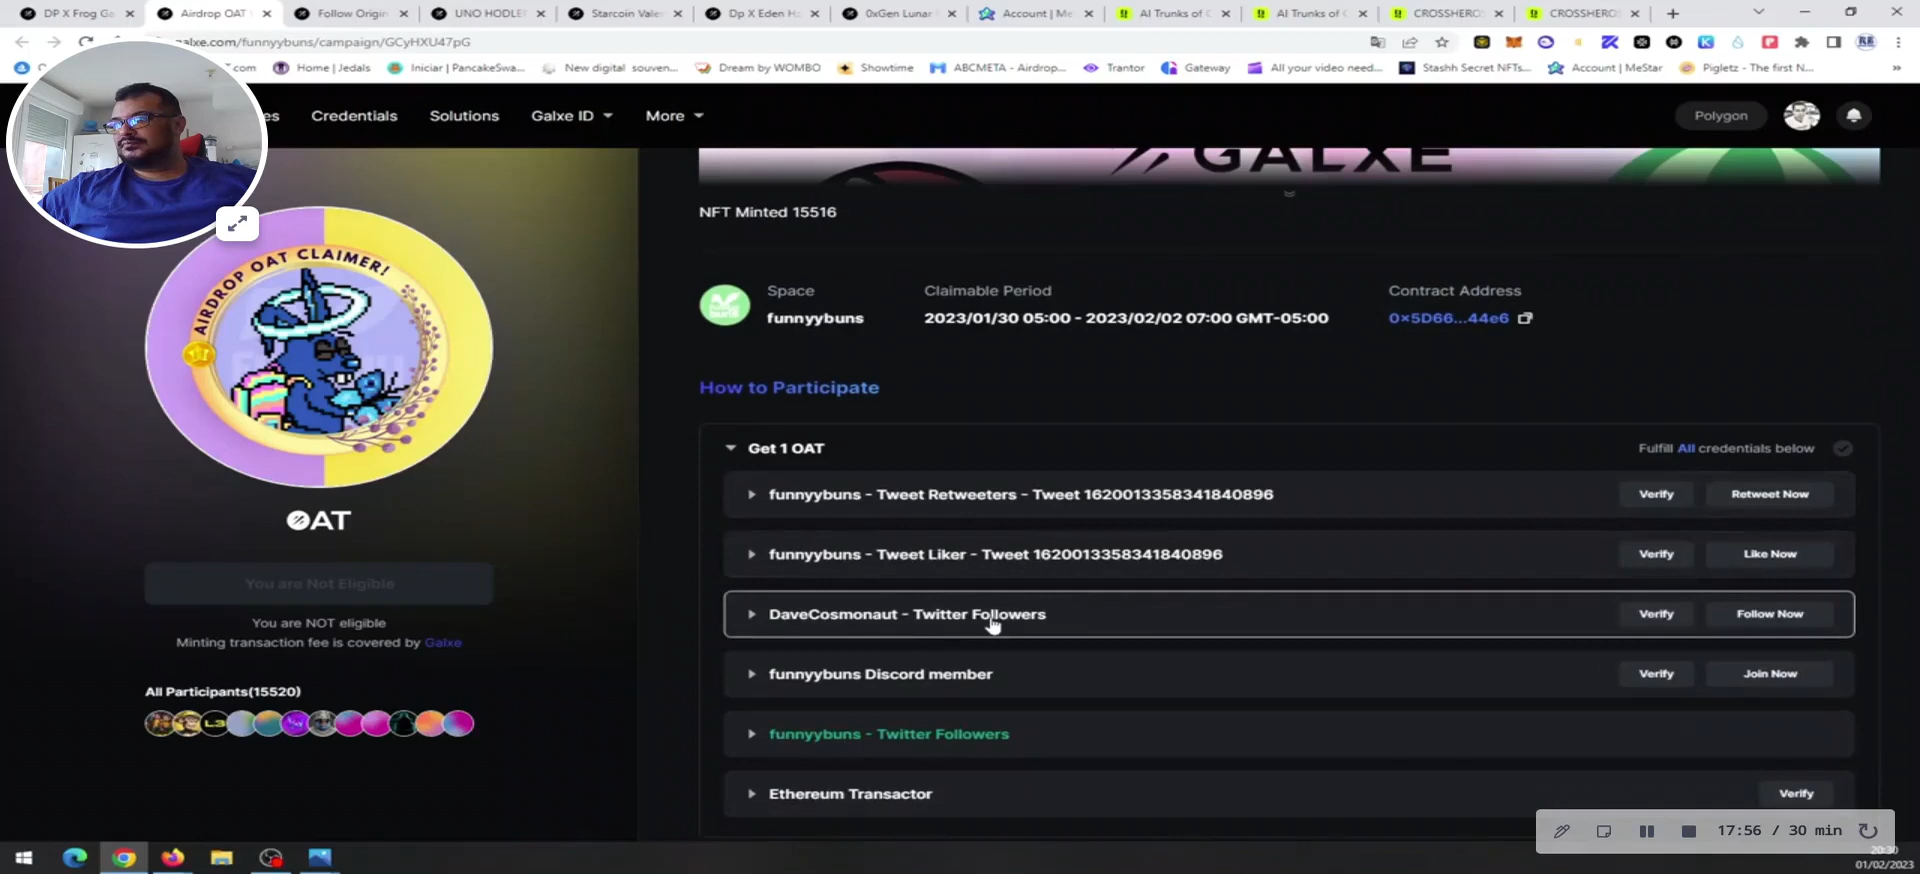 DP X Frog Ga
Airdrop OAT
Follow Origin
UNO HODLE
Starcoin Vale
Dp X Eden H
0xGen Lunar
Account | Me
AI Trunks of
AI Trunks of
CROSSHERO
CROSSHERO
galxe.com/funnyybuns/campaign/GCyHXU47pG
Home | Jedals
Iniciar | PancakeSwa...
New digital souven...
Dream by WOMBO
Showtime
ABCMETA - Airdrop...
Trantor
Gateway
All your video need...
Stashh Secret NFTs...
Account | MeStar
Pigletz - The first N...
Credentials
Solutions
Galxe ID
More
Polygon
GALXE
NFT Minted 15516
Space
funnyybuns
Claimable Period
2023/01/30 05:00 - 2023/02/02 07:00 GMT-05:00
Contract Address
0x5D66...44e6
AIRDROP OAT CLAIMER!
OAT
You are Not Eligible
You are NOT eligible
Minting transaction fee is covered by Galxe
All Participants(15520)
L3
How to Participate
Get 1 OAT
Fulfill All credentials below
funnyybuns - Tweet Retweeters - Tweet 1620013358341840896
Verify
Retweet Now
funnyybuns - Tweet Liker - Tweet 1620013358341840896
Verify
Like Now
DaveCosmonaut - Twitter Followers
Verify
Follow Now
funnyybuns Discord member
Verify
Join Now
funnyybuns - Twitter Followers
Ethereum Transactor
Verify
17:56 / 30 min
20:30
01/02/2023